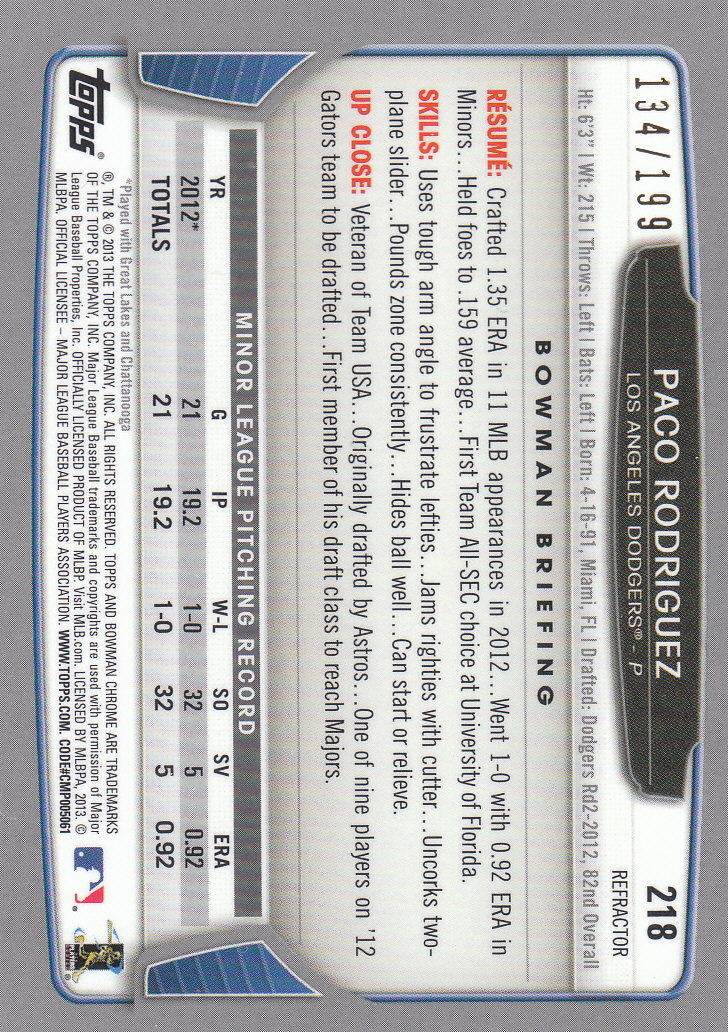 134/199
218
PACO RODRIGUEZ
LOS ANGELES DODGERS® - P
REFRACTOR
Ht: 6'3" | Wt: 215 | Throws: Left | Bats: Left | Born: 4-16-91, Miami, FL | Drafted: Dodgers Rd2-2012, 82nd Overall
BOWMAN BRIEFING
RÉSUMÉ: Crafted 1.35 ERA in 11 MLB appearances in 2012...Went 1-0 with 0.92 ERA in
Minors...Held foes to .159 average...First Team All-SEC choice at University of Florida.
SKILLS: Uses tough arm angle to frustrate lefties...Jams righties with cutter...Uncorks two-
plane slider...Pounds zone consistently...Hides ball well...Can start or relieve.
UP CLOSE: Veteran of Team USA...Originally drafted by Astros...One of nine players on '12
Gators team to be drafted...First member of his draft class to reach Majors.
MINOR LEAGUE PITCHING RECORD
YR G IP W-L SO SV ERA
2012* 21 19.2 1-0 32 5 0.92
TOTALS 21 19.2 1-0 32 5 0.92
*Played with Great Lakes and Chattanooga
topps®
®, TM & © 2013 THE TOPPS COMPANY, INC. ALL RIGHTS RESERVED. TOPPS AND BOWMAN CHROME ARE TRADEMARKS
OF THE TOPPS COMPANY, INC. Major League Baseball trademarks and copyrights are used with permission of Major
League Baseball Properties, Inc. OFFICIALLY LICENSED PRODUCT OF MLBP. Visit MLB.com. LICENSED BY MLBPA, 2013. ©
MLBPA. OFFICIAL LICENSEE – MAJOR LEAGUE BASEBALL PLAYERS ASSOCIATION. WWW.TOPPS.COM. CODE#CMP005061